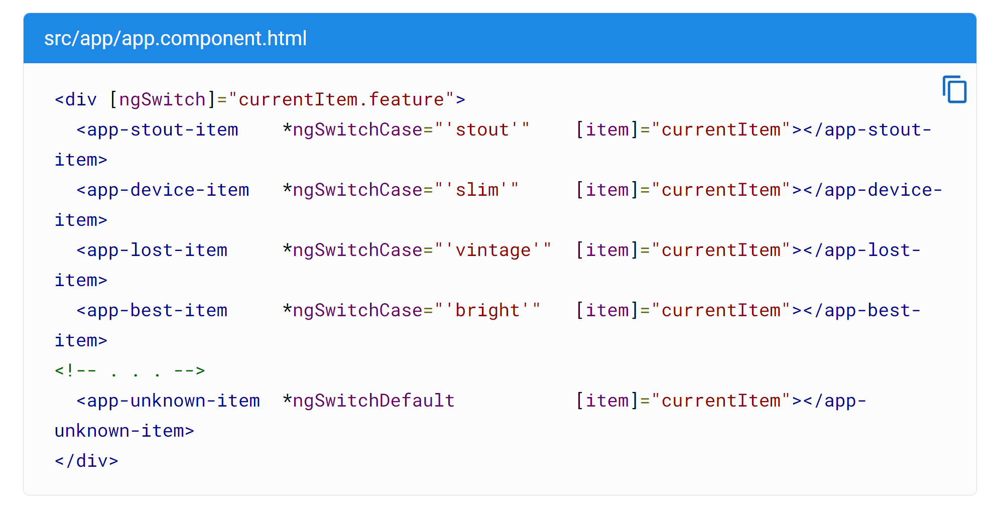 src/app/app.component.html
<div [ngSwitch]="currentItem.feature">
  <app-stout-item    *ngSwitchCase="'stout'"    [item]="currentItem"></app-stout-
item>
  <app-device-item   *ngSwitchCase="'slim'"     [item]="currentItem"></app-device-
item>
  <app-lost-item     *ngSwitchCase="'vintage'"  [item]="currentItem"></app-lost-
item>
  <app-best-item     *ngSwitchCase="'bright'"   [item]="currentItem"></app-best-
item>
<!-- . . . -->
  <app-unknown-item  *ngSwitchDefault           [item]="currentItem"></app-
unknown-item>
</div>